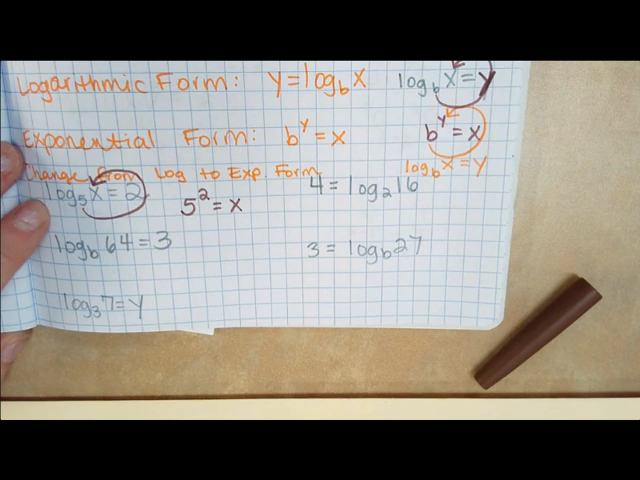 Logarithmic Form: y = log_b x log_b x = y
Exponential Form: b^y = x b^y = x
Change from Log to Exp. Form log_b x = y
log_5 x = 2 5^2 = x 4 = log_2 16
log_b 64 = 3 3 = log_b 27
log_3 7 = y